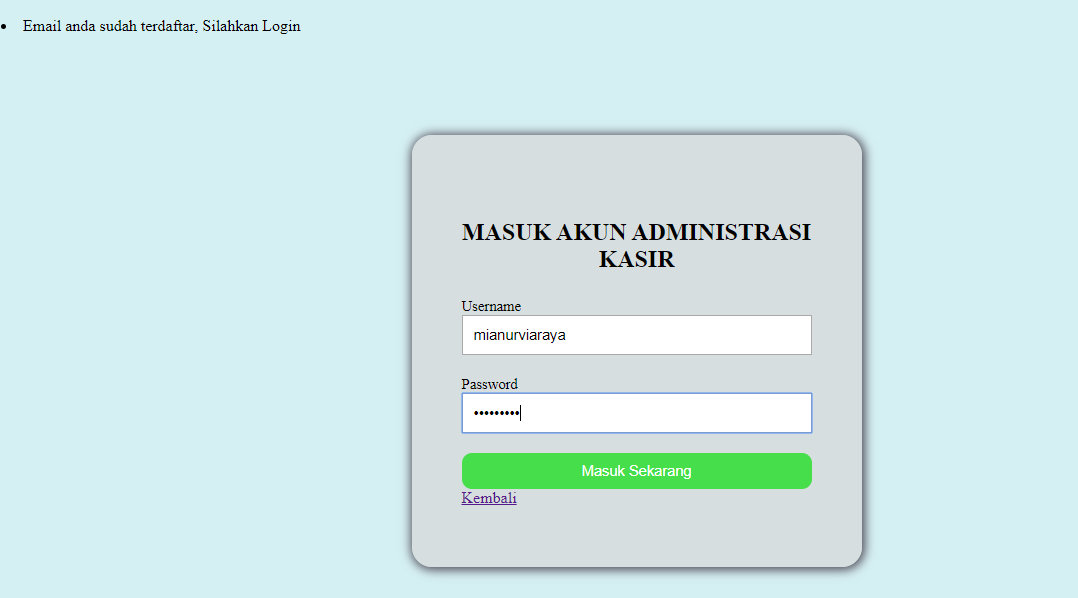 Email anda sudah terdaftar, Silahkan Login
MASUK AKUN ADMINISTRASI
KASIR
Username
mianurviaraya
Password
•••••••••
Masuk Sekarang
Kembali